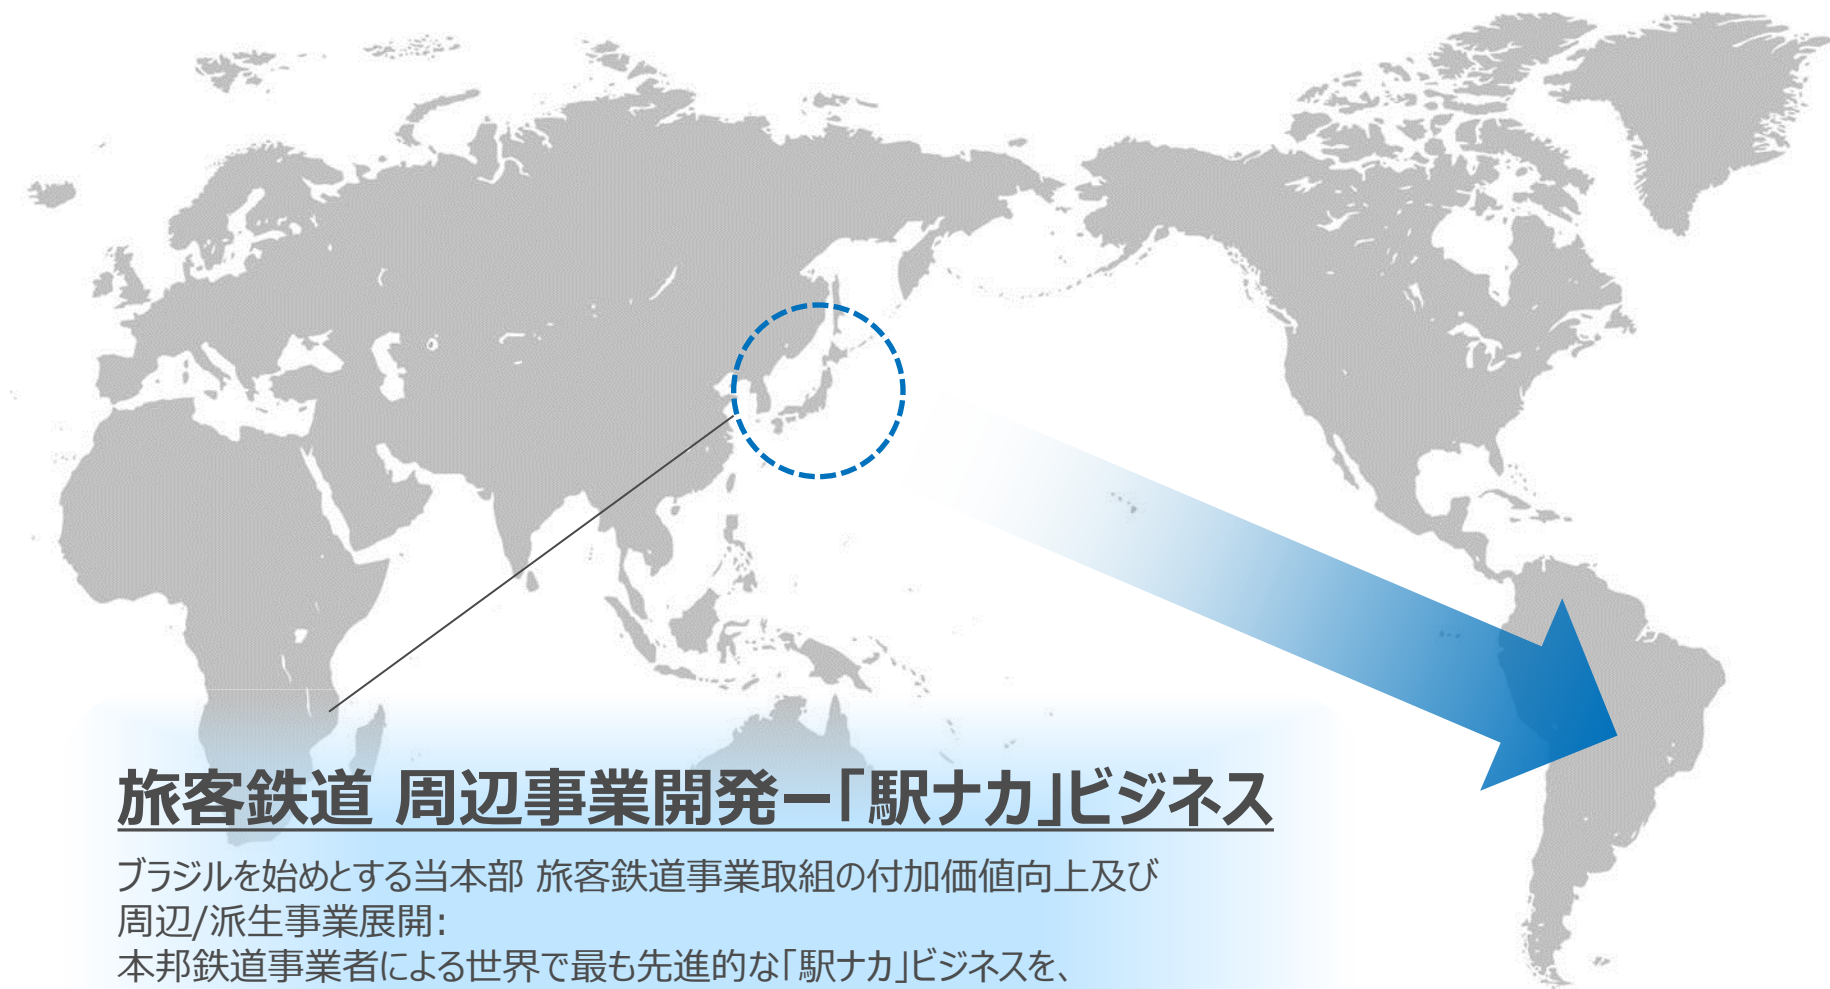 旅客鉄道 周辺事業開発ー「駅ナカ」ビジネス
ブラジルを始めとする当本部 旅客鉄道事業取組の付加価値向上及び
周辺/派生事業展開：
本邦鉄道事業者による世界で最も先進的な「駅ナカ」ビジネスを、